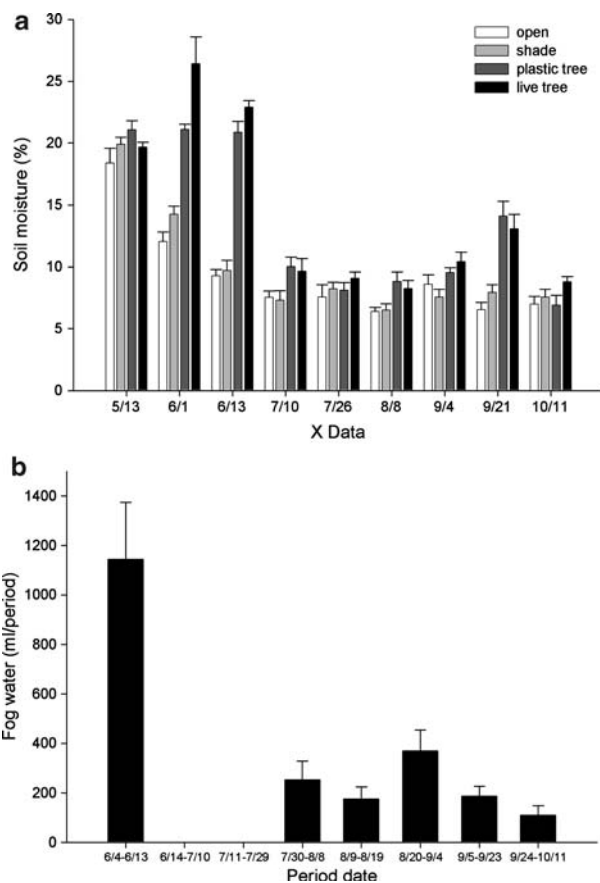 a
30
25
20
15
10
5
0
Soil moisture (%)
open
shade
plastic tree
live tree
5/13 6/1 6/13 7/10 7/26 8/8 9/4 9/21 10/11
X Data
b
1400
1200
1000
800
600
400
200
0
Fog water (ml/period)
6/4-6/13 6/14-7/10 7/11-7/29 7/30-8/8 8/9-8/19 8/20-9/4 9/5-9/23 9/24-10/11
Period date